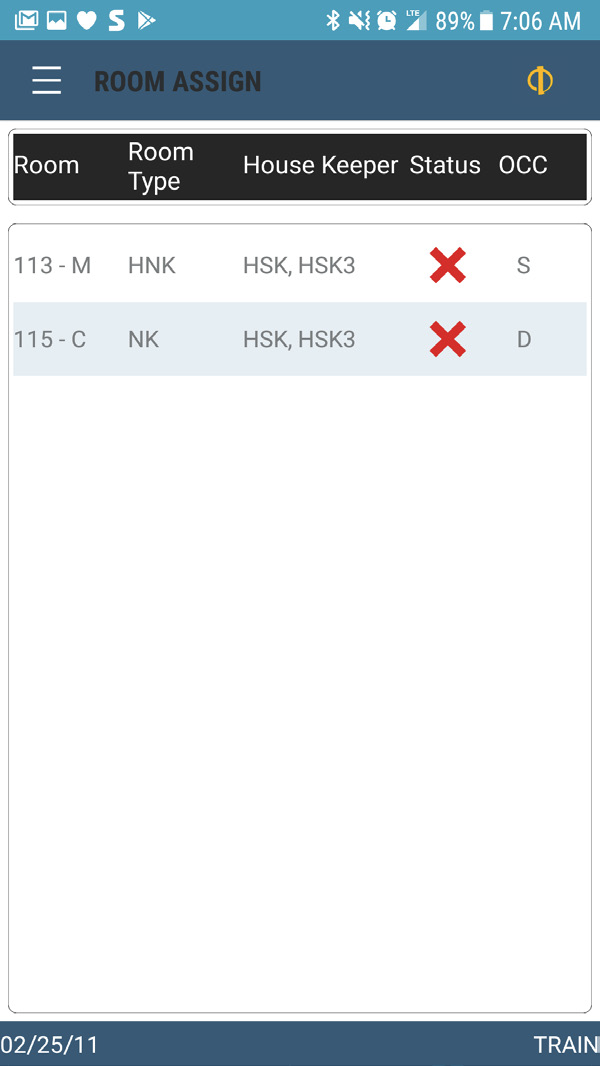 LTE 89% 7:06 AM
ROOM ASSIGN
Room Room Type House Keeper Status OCC
113 - M HNK HSK, HSK3 S
115 - C NK HSK, HSK3 D
02/25/11 TRAIN